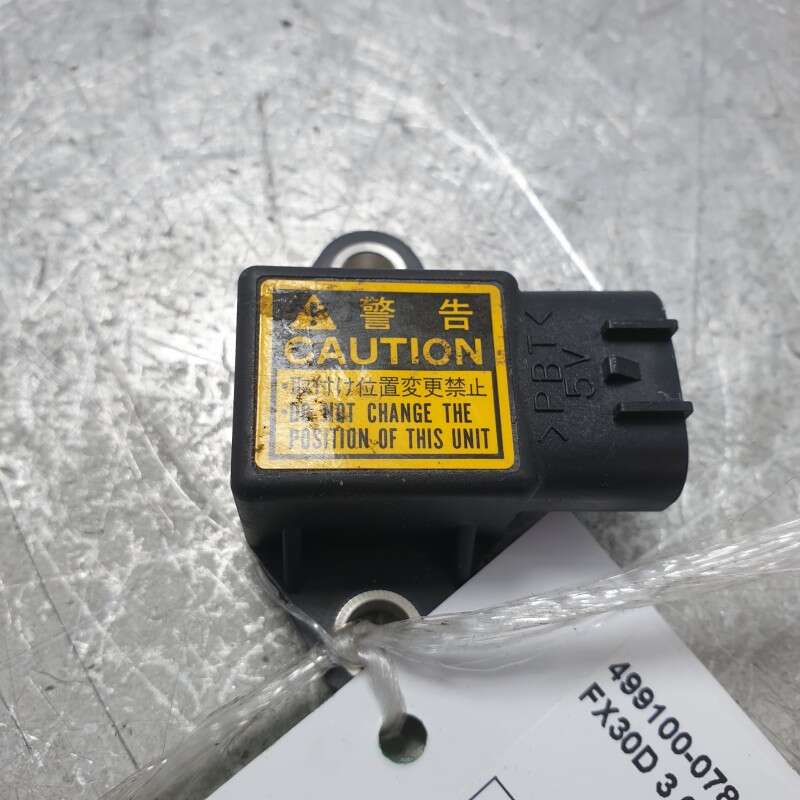 警告
CAUTION
・取付け位置変更禁止
DO NOT CHANGE THE
POSITION OF THIS UNIT
>PBT<
5V
499100-078
FX30D 3.